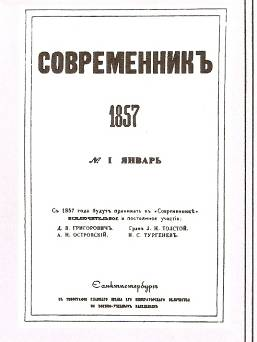 СОВРЕМЕННИКЪ
1857
№ I ЯНВАРЬ
Съ 1857 года будутъ принимать въ «Современникѣ»
ИСКЛЮЧИТЕЛЬНОЕ и постоянное участіе:
Д. В. ГРИГОРОВИЧЪ. Графъ Л. Н. ТОЛСТОЙ.
А. Н. ОСТРОВСКІЙ. И. С. ТУРГЕНЕВЪ.
Санктпетербургъ
ВЪ ТИПОГРАФІИ ГЛАВНАГО ШТАБА ЕГО ИМПЕРАТОРСКАГО ВЕЛИЧЕСТВА
ПО ВОЕННО-УЧЕБНЫМЪ ЗАВЕДЕНІЯМЪ